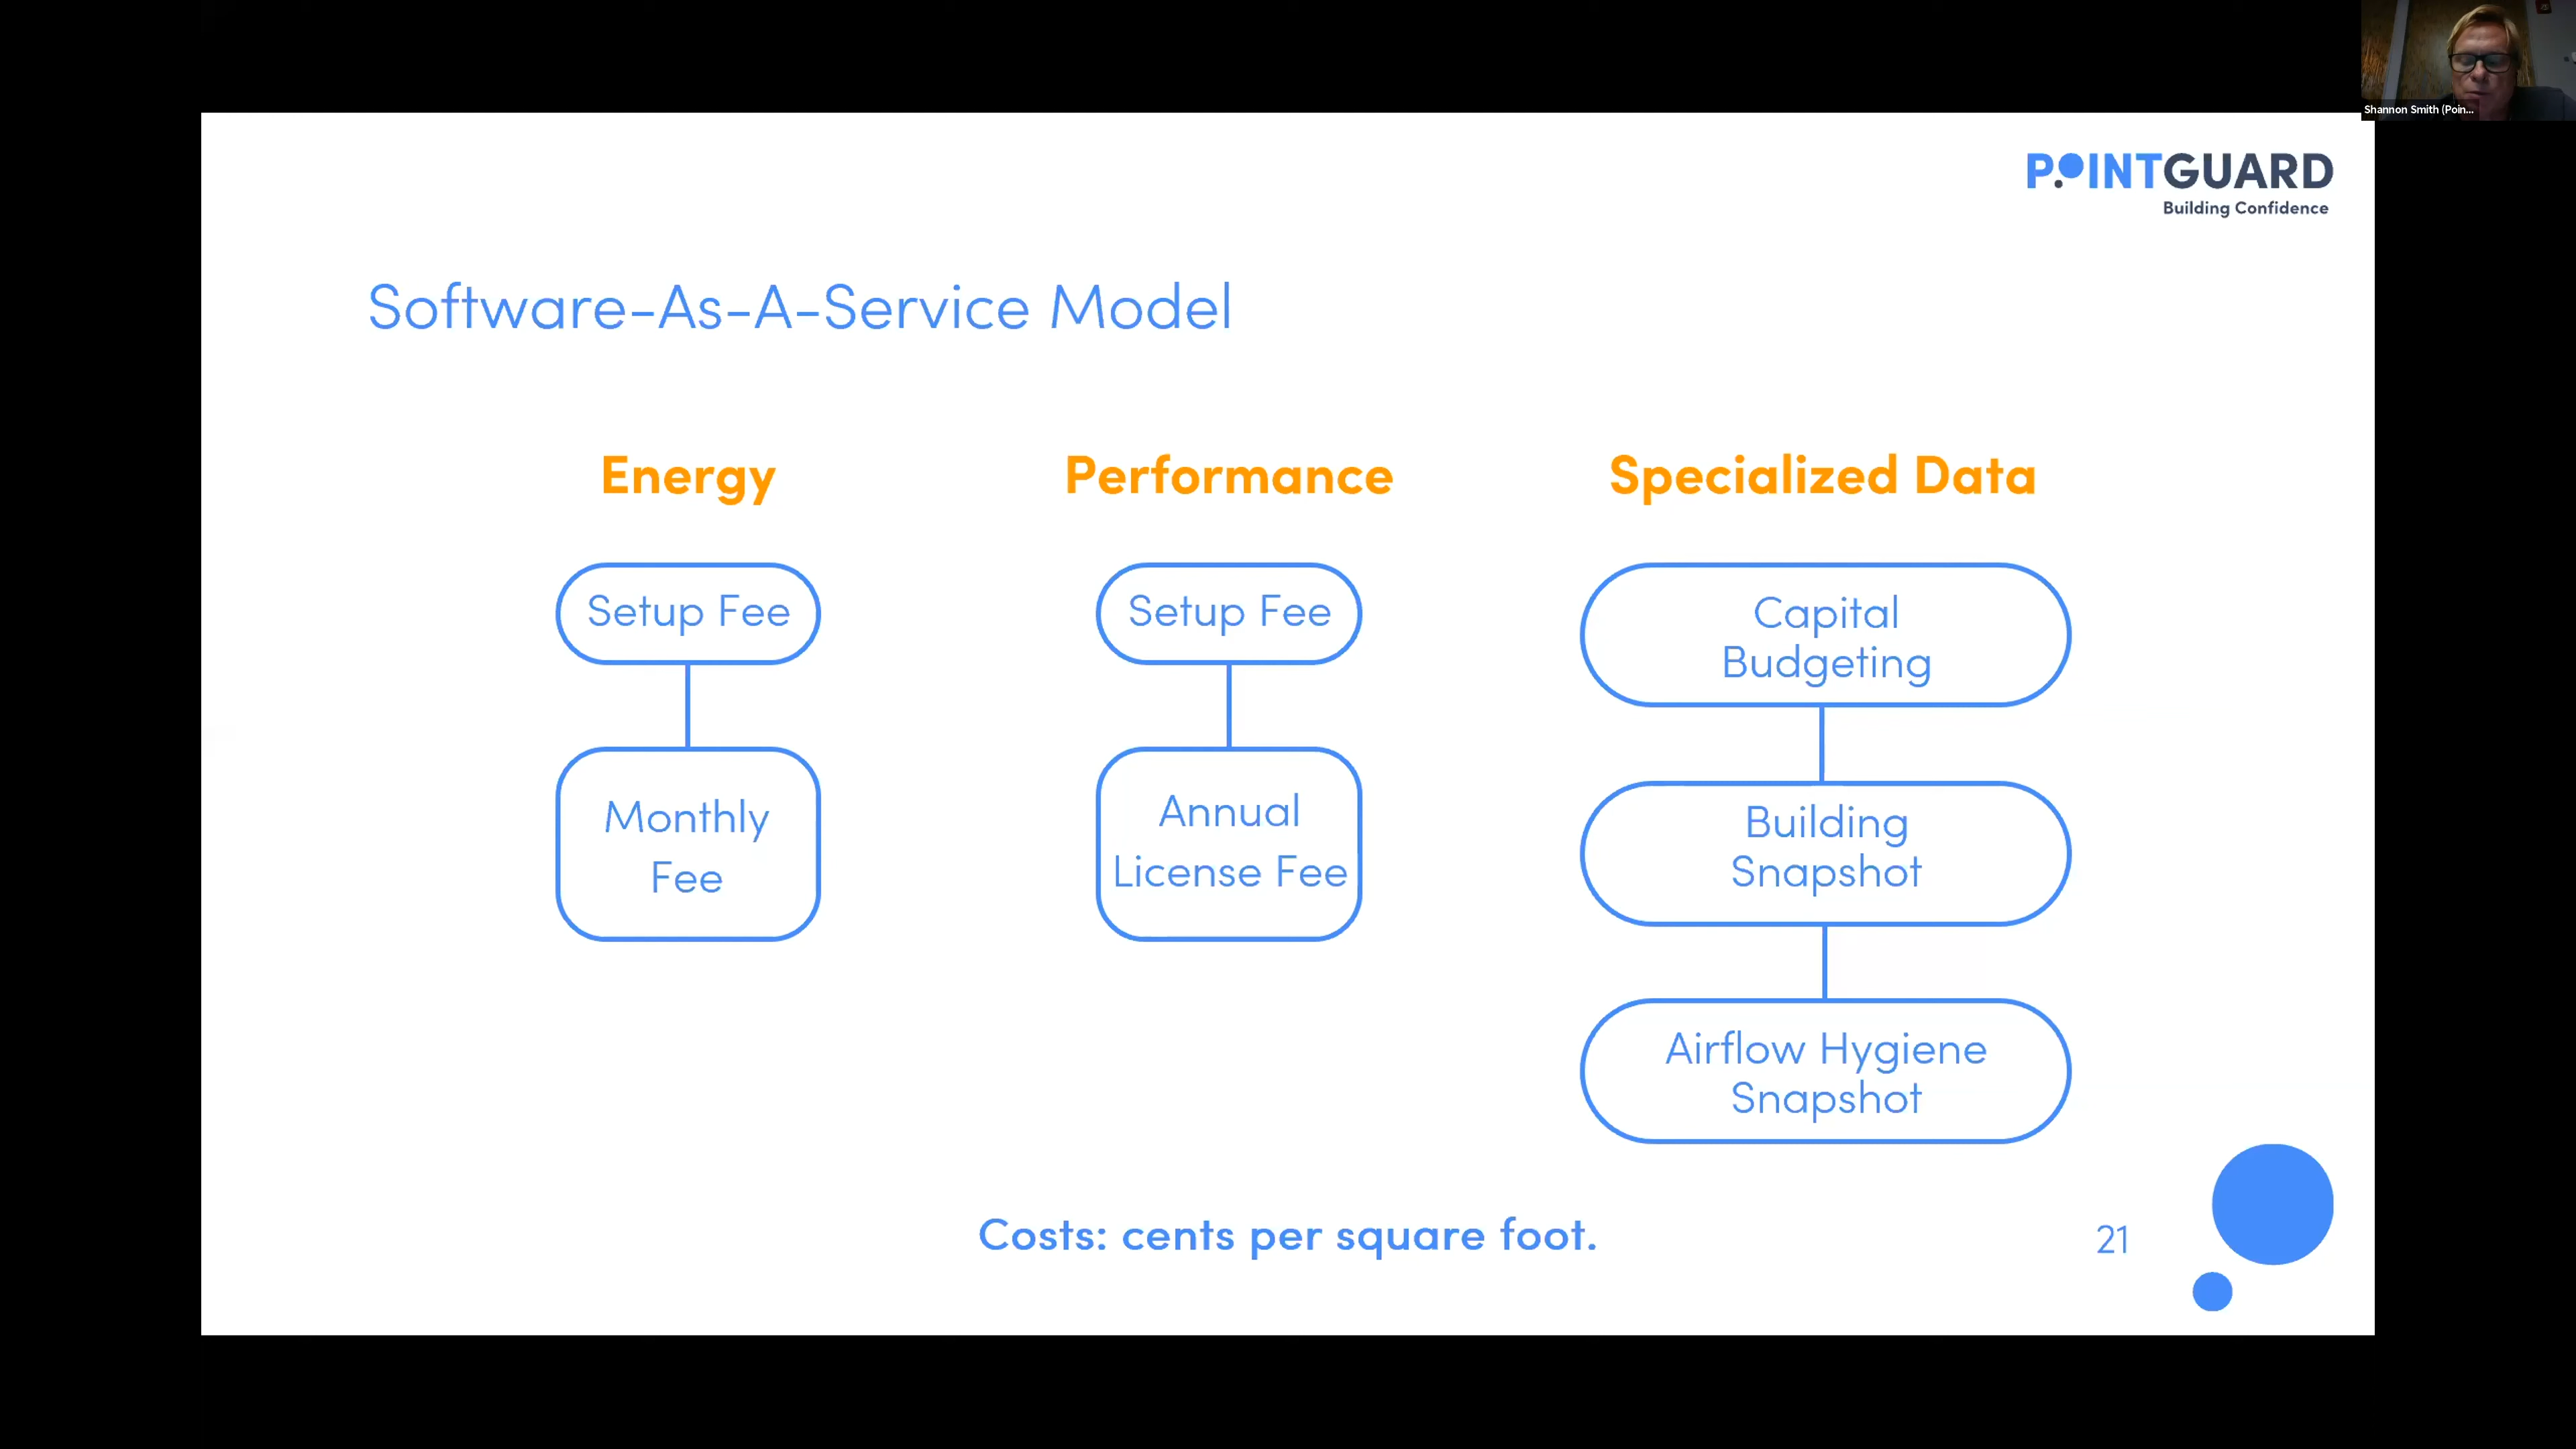 Shannon Smith (Poin...
POINTGUARD
Building Confidence
Software-As-A-Service Model
Energy
Setup Fee
Monthly
Fee
Performance
Setup Fee
Annual
License Fee
Specialized Data
Capital
Budgeting
Building
Snapshot
Airflow Hygiene
Snapshot
Costs: cents per square foot.
21